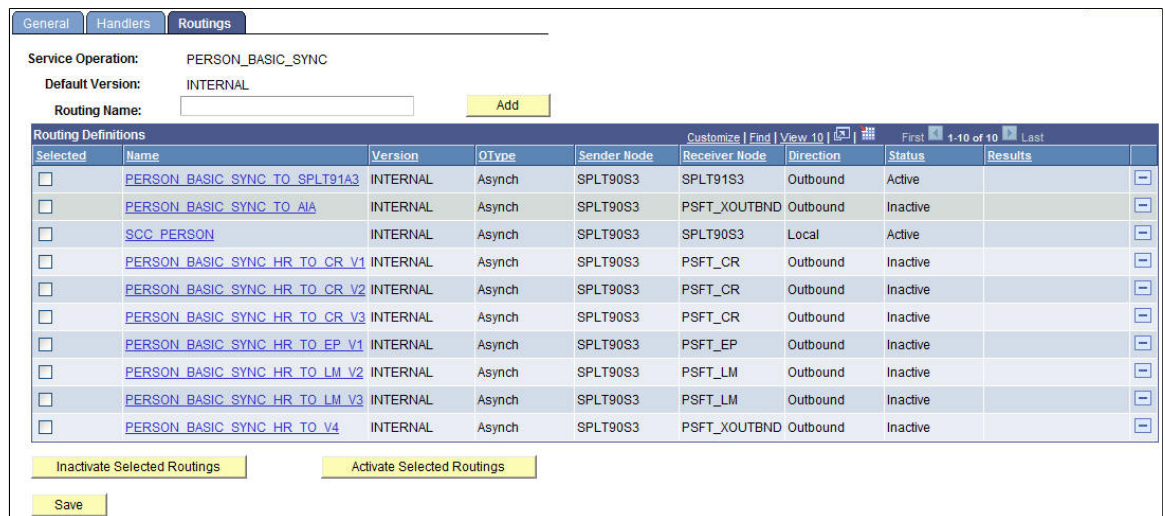 General Handlers Routings
Service Operation: PERSON_BASIC_SYNC
Default Version: INTERNAL
Routing Name: Add
Routing Definitions Customize | Find | View 10 | | First 1-10 of 10 Last
Selected Name Version OType Sender Node Receiver Node Direction Status Results
PERSON_BASIC_SYNC_TO_SPLT91A3 INTERNAL Asynch SPLT90S3 SPLT91S3 Outbound Active
PERSON_BASIC_SYNC_TO_AIA INTERNAL Asynch SPLT90S3 PSFT_XOUTBND Outbound Inactive
SCC_PERSON INTERNAL Asynch SPLT90S3 SPLT90S3 Local Active
PERSON_BASIC_SYNC_HR_TO_CR_V1 INTERNAL Asynch SPLT90S3 PSFT_CR Outbound Inactive
PERSON_BASIC_SYNC_HR_TO_CR_V2 INTERNAL Asynch SPLT90S3 PSFT_CR Outbound Inactive
PERSON_BASIC_SYNC_HR_TO_CR_V3 INTERNAL Asynch SPLT90S3 PSFT_CR Outbound Inactive
PERSON_BASIC_SYNC_HR_TO_EP_V1 INTERNAL Asynch SPLT90S3 PSFT_EP Outbound Inactive
PERSON_BASIC_SYNC_HR_TO_LM_V2 INTERNAL Asynch SPLT90S3 PSFT_LM Outbound Inactive
PERSON_BASIC_SYNC_HR_TO_LM_V3 INTERNAL Asynch SPLT90S3 PSFT_LM Outbound Inactive
PERSON_BASIC_SYNC_HR_TO_V4 INTERNAL Asynch SPLT90S3 PSFT_XOUTBND Outbound Inactive
Inactivate Selected Routings Activate Selected Routings
Save